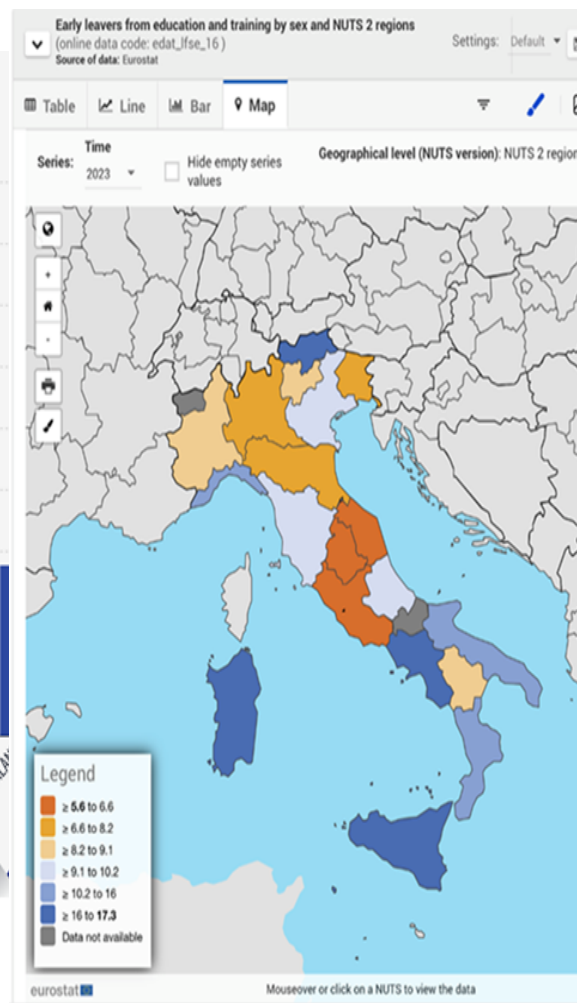 Early leavers from education and training by sex and NUTS 2 regions
(online data code: edat_lfse_16 )
Source of data: Eurostat
Settings: Default
Table Line Bar Map
Series:
Time
2023
Hide empty series
values
Geographical level (NUTS version): NUTS 2 region
+
-
Legend
≥ 5.6 to 6.6
≥ 6.6 to 8.2
≥ 8.2 to 9.1
≥ 9.1 to 10.2
≥ 10.2 to 16
≥ 16 to 17.3
Data not available
eurostat
Mouseover or click on a NUTS to view the data